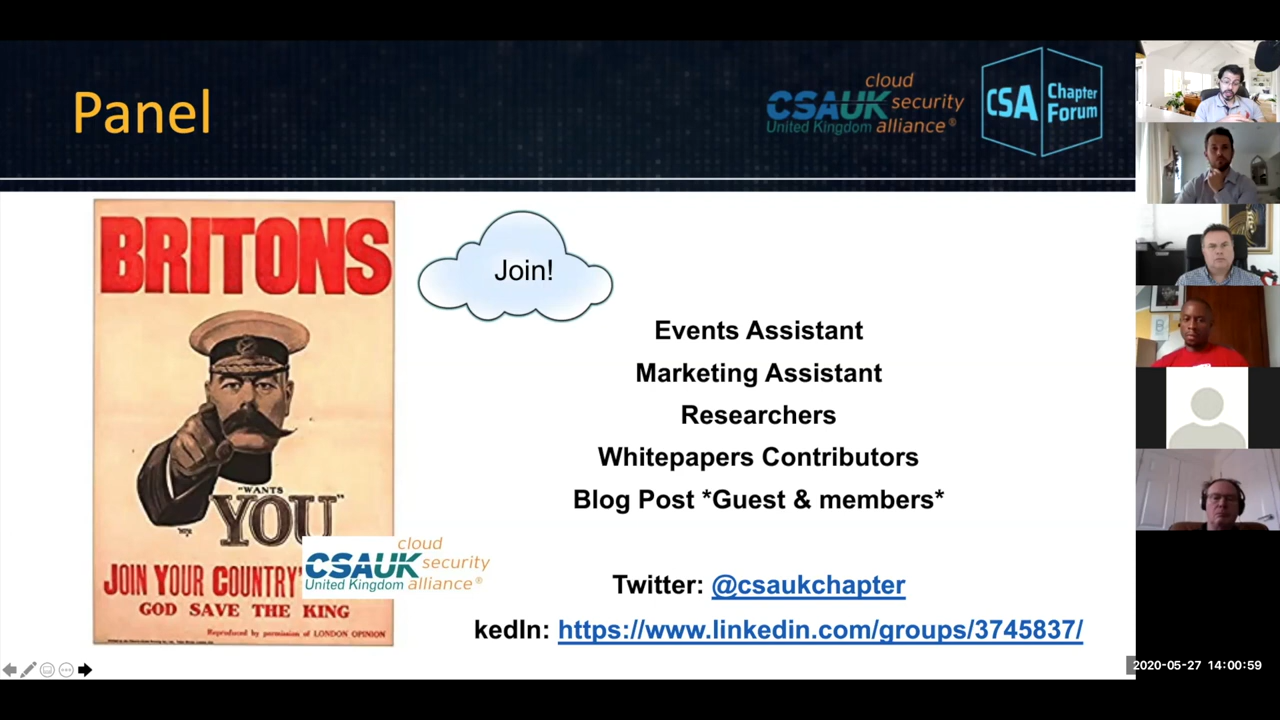 Panel
cloud
CSAUK security
United Kingdom alliance®
CSA Chapter
Forum
BRITONS
Join!
Events Assistant
Marketing Assistant
Researchers
Whitepapers Contributors
Blog Post *Guest & members*
"WANTS
YOU"
cloud
CSAUK security
United Kingdom alliance®
JOIN YOUR COUNTRY'
GOD SAVE THE KING
Reproduced by permission of LONDON OPINION
Twitter: @csaukchapter
kedIn: https://www.linkedin.com/groups/3745837/
2020-05-27 14:00:59